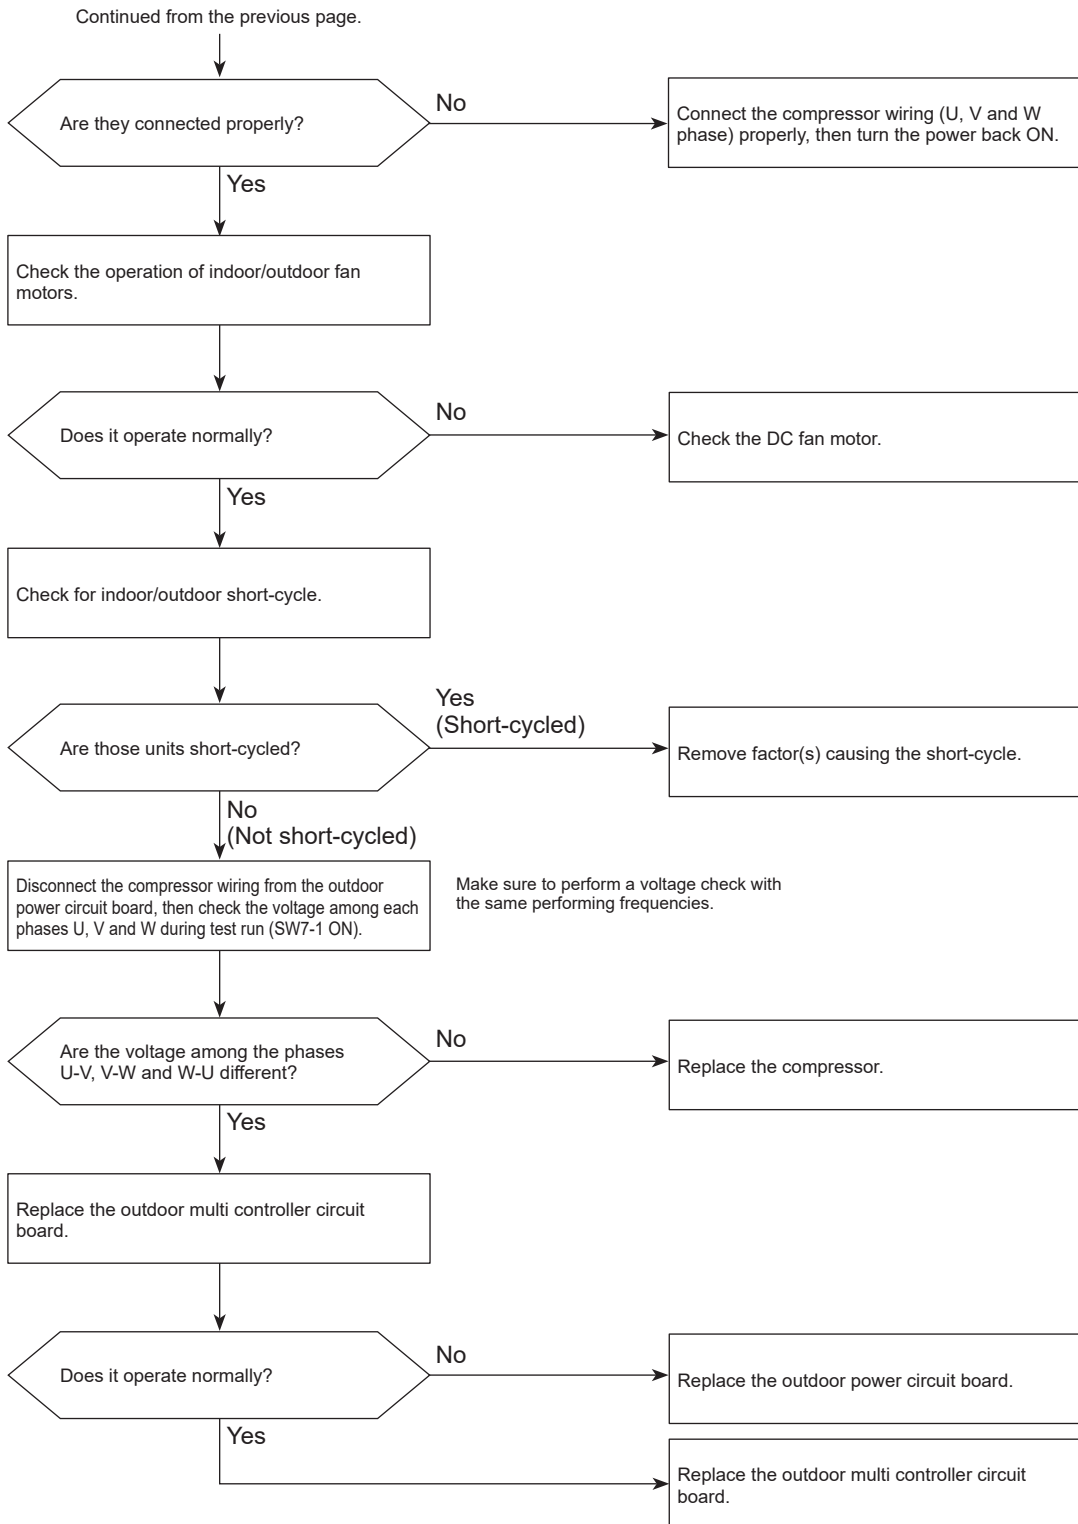 Continued from the previous page.
Are they connected properly?
No
Connect the compressor wiring (U, V and W
phase) properly, then turn the power back ON.
Yes
Check the operation of indoor/outdoor fan
motors.
Does it operate normally?
No
Check the DC fan motor.
Yes
Check for indoor/outdoor short-cycle.
Are those units short-cycled?
Yes
(Short-cycled)
Remove factor(s) causing the short-cycle.
No
(Not short-cycled)
Disconnect the compressor wiring from the outdoor
power circuit board, then check the voltage among each
phases U, V and W during test run (SW7-1 ON).
Make sure to perform a voltage check with
the same performing frequencies.
Are the voltage among the phases
U-V, V-W and W-U different?
No
Replace the compressor.
Yes
Replace the outdoor multi controller circuit
board.
Does it operate normally?
No
Replace the outdoor power circuit board.
Yes
Replace the outdoor multi controller circuit
board.